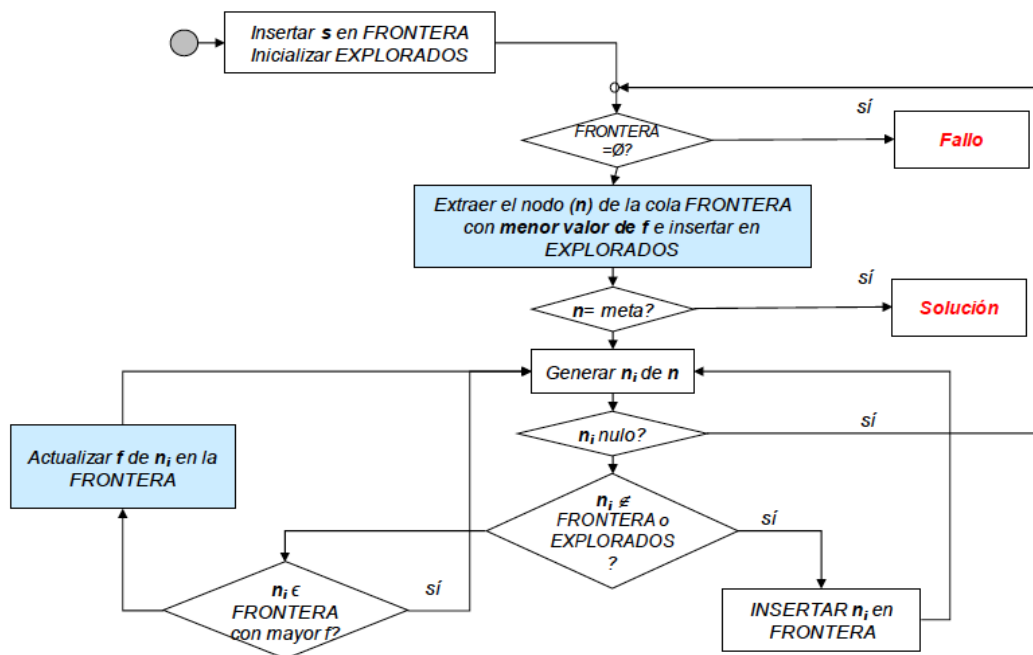 Insertar s en FRONTERA
Inicializar EXPLORADOS
sí
FRONTERA
=Ø?
Fallo
Extraer el nodo (n) de la cola FRONTERA
con menor valor de f e insertar en
EXPLORADOS
sí
n= meta?
Solución
Generar nᵢ de n
nᵢ nulo?
sí
Actualizar f de nᵢ en la
FRONTERA
nᵢ ∉
FRONTERA o
EXPLORADOS
?
sí
nᵢ ϵ
FRONTERA
con mayor f?
sí
INSERTAR nᵢ en
FRONTERA